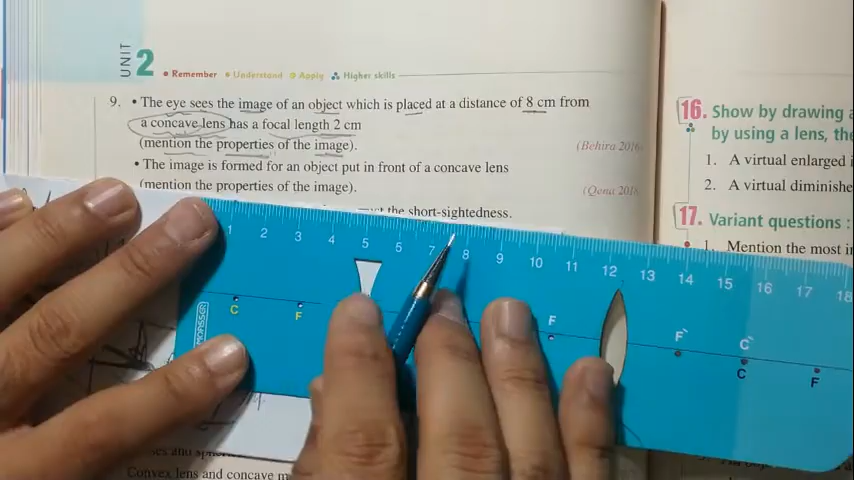 UNIT 2
Remember Understand Apply Higher skills
9. • The eye sees the image of an object which is placed at a distance of 8 cm from
a concave lens has a focal length 2 cm
(mention the properties of the image).
(Behira 2016)
• The image is formed for an object put in front of a concave lens
(mention the properties of the image).
(Qena 2018)
the short-sightedness.
1 2 3 4 5 5 7 8 9 10 11 12 13 14 15 16 17 18
C F F F` C` C F
Convex lens and concave
16. Show by drawing
by using a lens, the
1. A virtual enlarged
2. A virtual diminishe
17. Variant questions :
1. Mention the most